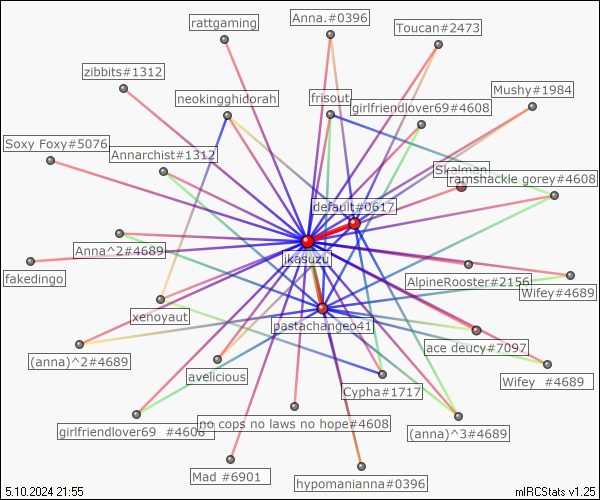 rattgaming
Anna.#0396
Toucan#2473
zibbits#1312
neokingghidorah
frisout
girlfriendlover69#4608
Mushy#1984
Soxy Foxy#5076
Annarchist#1312
Skalman
ramshackle gorey#4608
default#0617
Anna^2#4689
ikasuzu
fakedingo
AlpineRooster#2156
Wifey#4689
xenoyaut
pastachangeo41
(anna)^2#4689
ace deucy#7097
avelicious
Cypha#1717
Wifey  #4689
girlfriendlover69  #4608
no cops no laws no hope#4608
(anna)^3#4689
Mad #6901
hypomanianna#0396
5.10.2024 21:55
mIRCStats v1.25